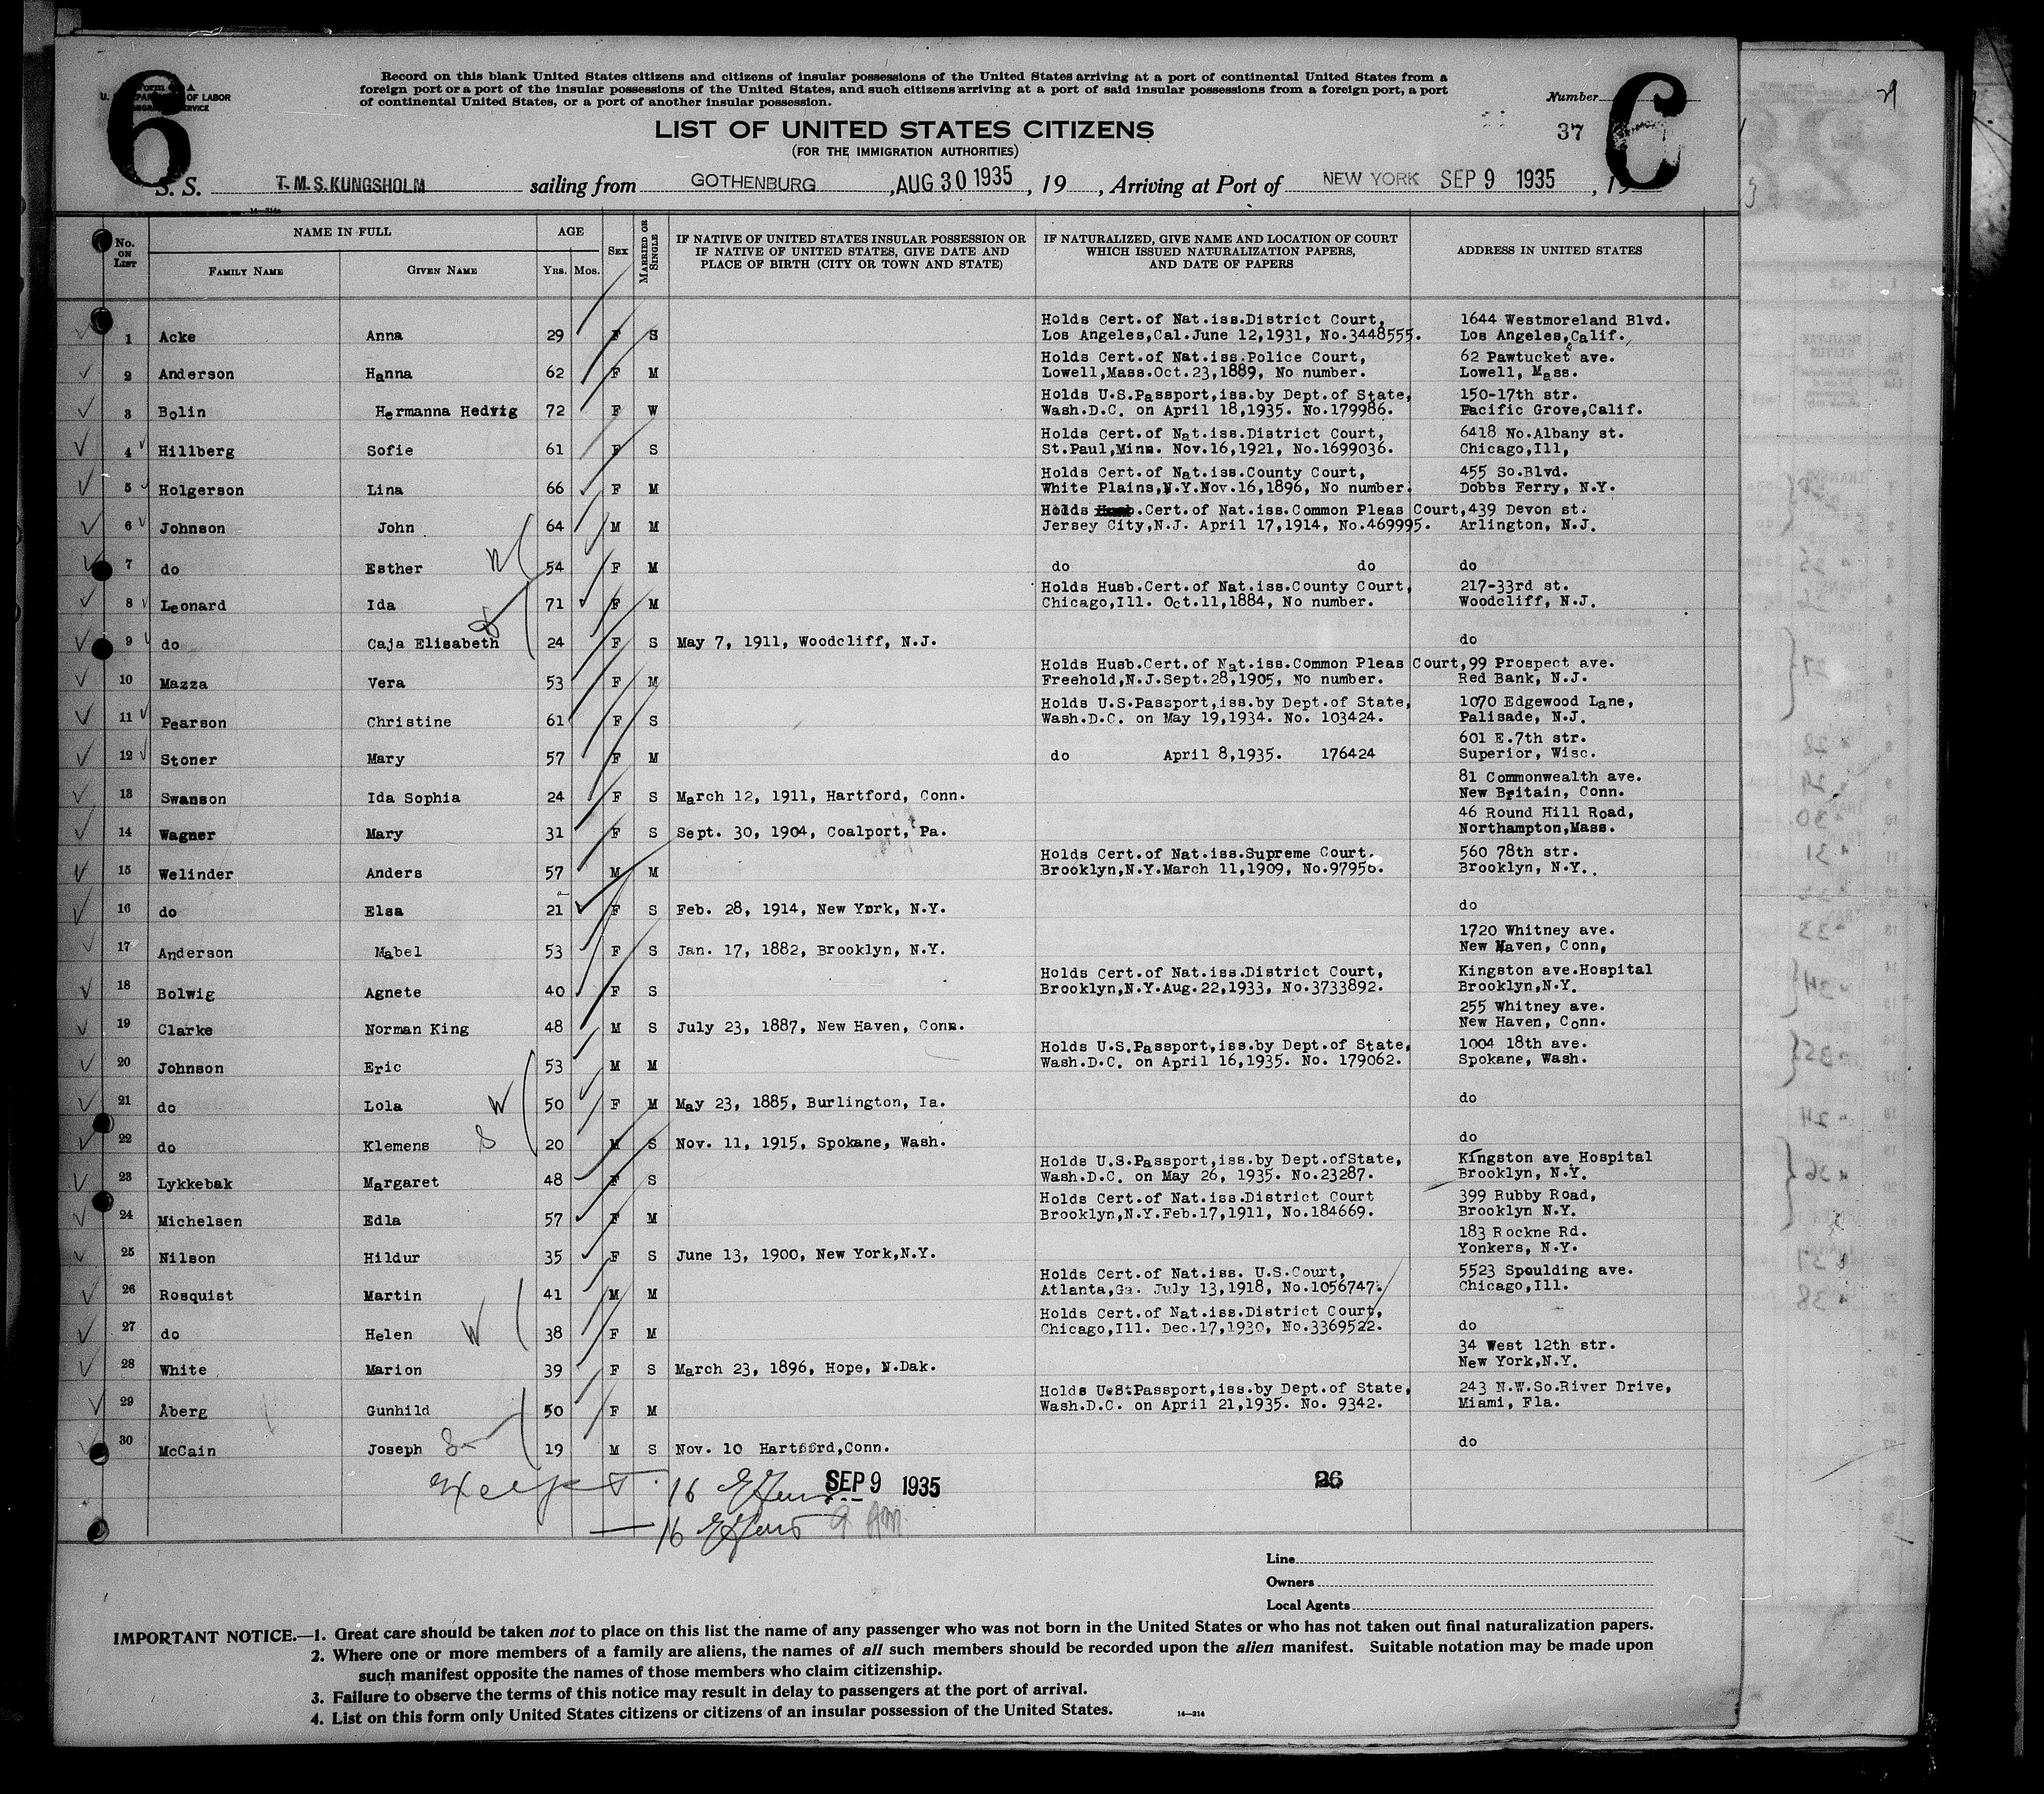 6
U. S. DEPARTMENT OF LABOR
IMMIGRATION SERVICE
Record on this blank United States citizens and citizens of insular possessions of the United States arriving at a port of continental United States from a
foreign port or a port of the insular possessions of the United States, and such citizens arriving at a port of said insular possessions from a foreign port, a port
of continental United States, or a port of another insular possession.
Number
37
C
LIST OF UNITED STATES CITIZENS
(FOR THE IMMIGRATION AUTHORITIES)
S. S. T.M.S. KUNGSHOLM sailing from GOTHENBURG, AUG 30 1935, 19 , Arriving at Port of NEW YORK SEP 9 1935, 19
14—214a
No. ON LIST
NAME IN FULL
FAMILY NAME GIVEN NAME
AGE
YRS. MOS.
SEX
MARRIED OR SINGLE
IF NATIVE OF UNITED STATES INSULAR POSSESSION OR
IF NATIVE OF UNITED STATES, GIVE DATE AND
PLACE OF BIRTH (CITY OR TOWN AND STATE)
IF NATURALIZED, GIVE NAME AND LOCATION OF COURT
WHICH ISSUED NATURALIZATION PAPERS,
AND DATE OF PAPERS
ADDRESS IN UNITED STATES
Holds Cert.of Nat.iss.District Court, 1644 Westmoreland Blvd.
1 Acke Anna 29 F S Los Angeles,Cal.June 12,1931, No.3448555. Los Angeles,Calif.
Holds Cert.of Nat.iss.Police Court, 62 Pawtucket ave.
2 Anderson Hanna 62 F M Lowell,Mass.Oct.23,1889, No number. Lowell, Mass.
Holds U.S.Passport,iss.by Dept.of State, 150-17th str.
3 Bolin Hermanna Hedvig 72 F W Wash.D.C. on April 18,1935. No.179986. Pacific Grove,Calif.
Holds Cert.of Nat.iss.District Court, 6418 No.Albany st.
4 Hillberg Sofie 61 F S St.Paul,Minn. Nov.16,1921, No.1699036. Chicago,Ill,
Holds Cert.of Nat.iss.County Court, 455 So.Blvd.
5 Holgerson Lina 66 F M White Plains,N.Y.Nov.16,1896, No number. Dobbs Ferry, N.Y.
Holds Husb.Cert.of Nat.iss.Common Pleas Court,439 Devon st.
6 Johnson John 64 M M Jersey City,N.J. April 17,1914, No.469995. Arlington, N.J.
7 do Esther 54 F M do do do
Holds Husb.Cert.of Nat.iss.County Court, 217-33rd st.
8 Leonard Ida 71 F M Chicago,Ill. Oct.11,1884, No number. Woodcliff, N.J.
9 do Caja Elisabeth 24 F S May 7, 1911, Woodcliff, N.J. do
Holds Husb.Cert.of Nat.iss.Common Pleas Court,99 Prospect ave.
10 Mazza Vera 53 F M Freehold,N.J.Sept.28,1905, No number. Red Bank, N.J.
Holds U.S.Passport,iss.by Dept.of State, 1070 Edgewood Lane,
11 Pearson Christine 61 F S Wash.D.C. on May 19,1934. No. 103424. Palisade, N.J.
601 E.7th str.
12 Stoner Mary 57 F M do April 8,1935. 176424 Superior, Wisc.
81 Commonwealth ave.
13 Swanson Ida Sophia 24 F S March 12, 1911, Hartford, Conn. New Britain, Conn.
46 Round Hill Road,
14 Wagner Mary 31 F S Sept. 30, 1904, Coalport, Pa. Northampton,Mass.
Holds Cert.of Nat.iss.Supreme Court. 560 78th str.
15 Welinder Anders 57 M M Brooklyn,N.Y.March 11,1909, No.97956. Brooklyn, N.Y.
16 do Elsa 21 F S Feb. 28, 1914, New York, N.Y. do
1720 Whitney ave.
17 Anderson Mabel 53 F S Jan. 17, 1882, Brooklyn, N.Y. New Haven, Conn,
Holds Cert.of Nat.iss.District Court, Kingston ave.Hospital
18 Bolwig Agnete 40 F S Brooklyn,N.Y.Aug.22,1933, No.3733892. Brooklyn,N.Y.
255 Whitney ave.
19 Clarke Norman King 48 M S July 23, 1887, New Haven, Conn. New Haven, Conn.
Holds U.S.Passport,iss.by Dept.of State, 1004 18th ave.
20 Johnson Eric 53 M M Wash.D.C. on April 16,1935. No. 179062. Spokane, Wash.
21 do Lola W 50 F M May 23, 1885, Burlington, Ia. do
22 do Klemens S 20 M S Nov. 11, 1915, Spokane, Wash. do
Holds U.S.Passport,iss.by Dept.ofState, Kingston ave Hospital
23 Lykkebak Margaret 48 F S Wash.D.C. on May 26, 1935. No.23287. Brooklyn, N.Y.
Holds Cert.of Nat.iss.District Court 399 Rubby Road,
24 Michelsen Edla 57 F M Brooklyn,N.Y.Feb.17,1911, No.184669. Brooklyn N.Y.
183 Rockne Rd.
25 Nilson Hildur 35 F S June 13, 1900, New York,N.Y. Yonkers, N.Y.
Holds Cert.of Nat.iss. U.S.Court, 5523 Spoulding ave.
26 Rosquist Martin 41 M M Atlanta,Ga. July 13,1918, No.1056747. Chicago,Ill.
Holds Cert.of Nat.iss.District Court,
27 do Helen W 38 F M Chicago,Ill. Dec.17,1930, No.3369522. do
34 West 12th str.
28 White Marion 39 F S March 23, 1896, Hope, N.Dak. New York,N.Y.
Holds U.S.Passport,iss.by Dept.of State, 243 N.W.So.River Drive,
29 Åberg Gunhild 50 F M Wash.D.C. on April 21,1935. No. 9342. Miami, Fla.
30 McCain Joseph 19 M S Nov. 10 Hartford,Conn. do
16 SEP 9 1935 26
16
Line
Owners
Local Agents
IMPORTANT NOTICE.—1. Great care should be taken not to place on this list the name of any passenger who was not born in the United States or who has not taken out final naturalization papers.
2. Where one or more members of a family are aliens, the names of all such members should be recorded upon the alien manifest. Suitable notation may be made upon
such manifest opposite the names of those members who claim citizenship.
3. Failure to observe the terms of this notice may result in delay to passengers at the port of arrival.
4. List on this form only United States citizens or citizens of an insular possession of the United States.
14—214